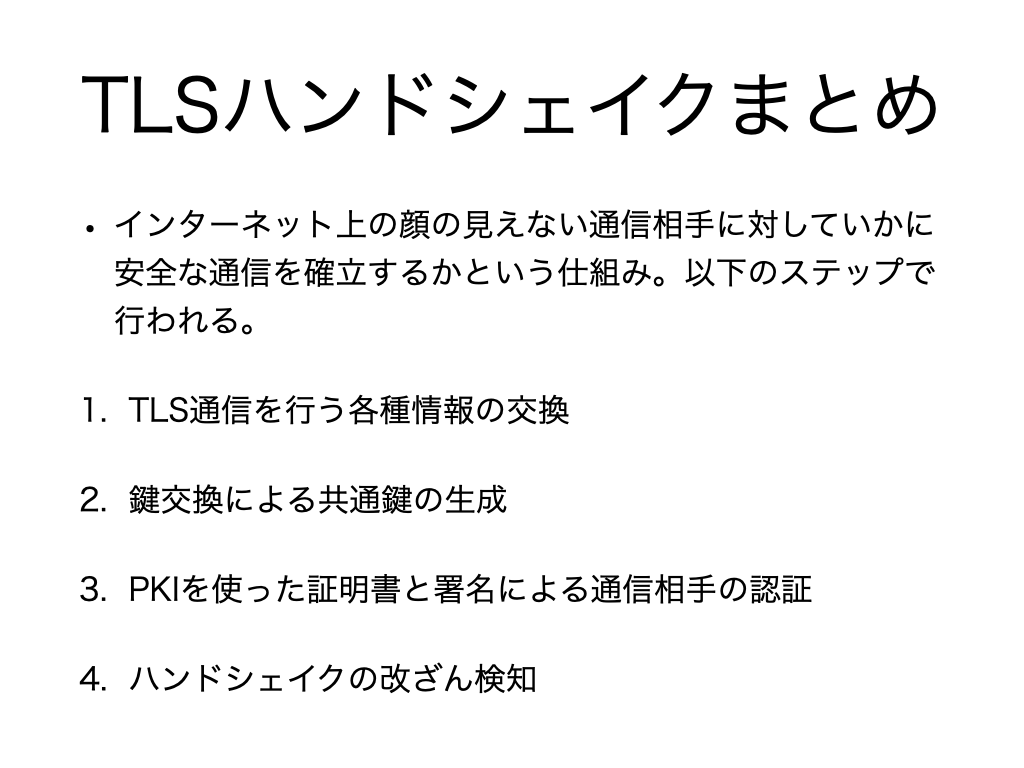 TLSハンドシェイクまとめ
・インターネット上の顔の見えない通信相手に対していかに
安全な通信を確立するかという仕組み。以下のステップで
行われる。
1. TLS通信を行う各種情報の交換
2. 鍵交換による共通鍵の生成
3. PKIを使った証明書と署名による通信相手の認証
4. ハンドシェイクの改ざん検知